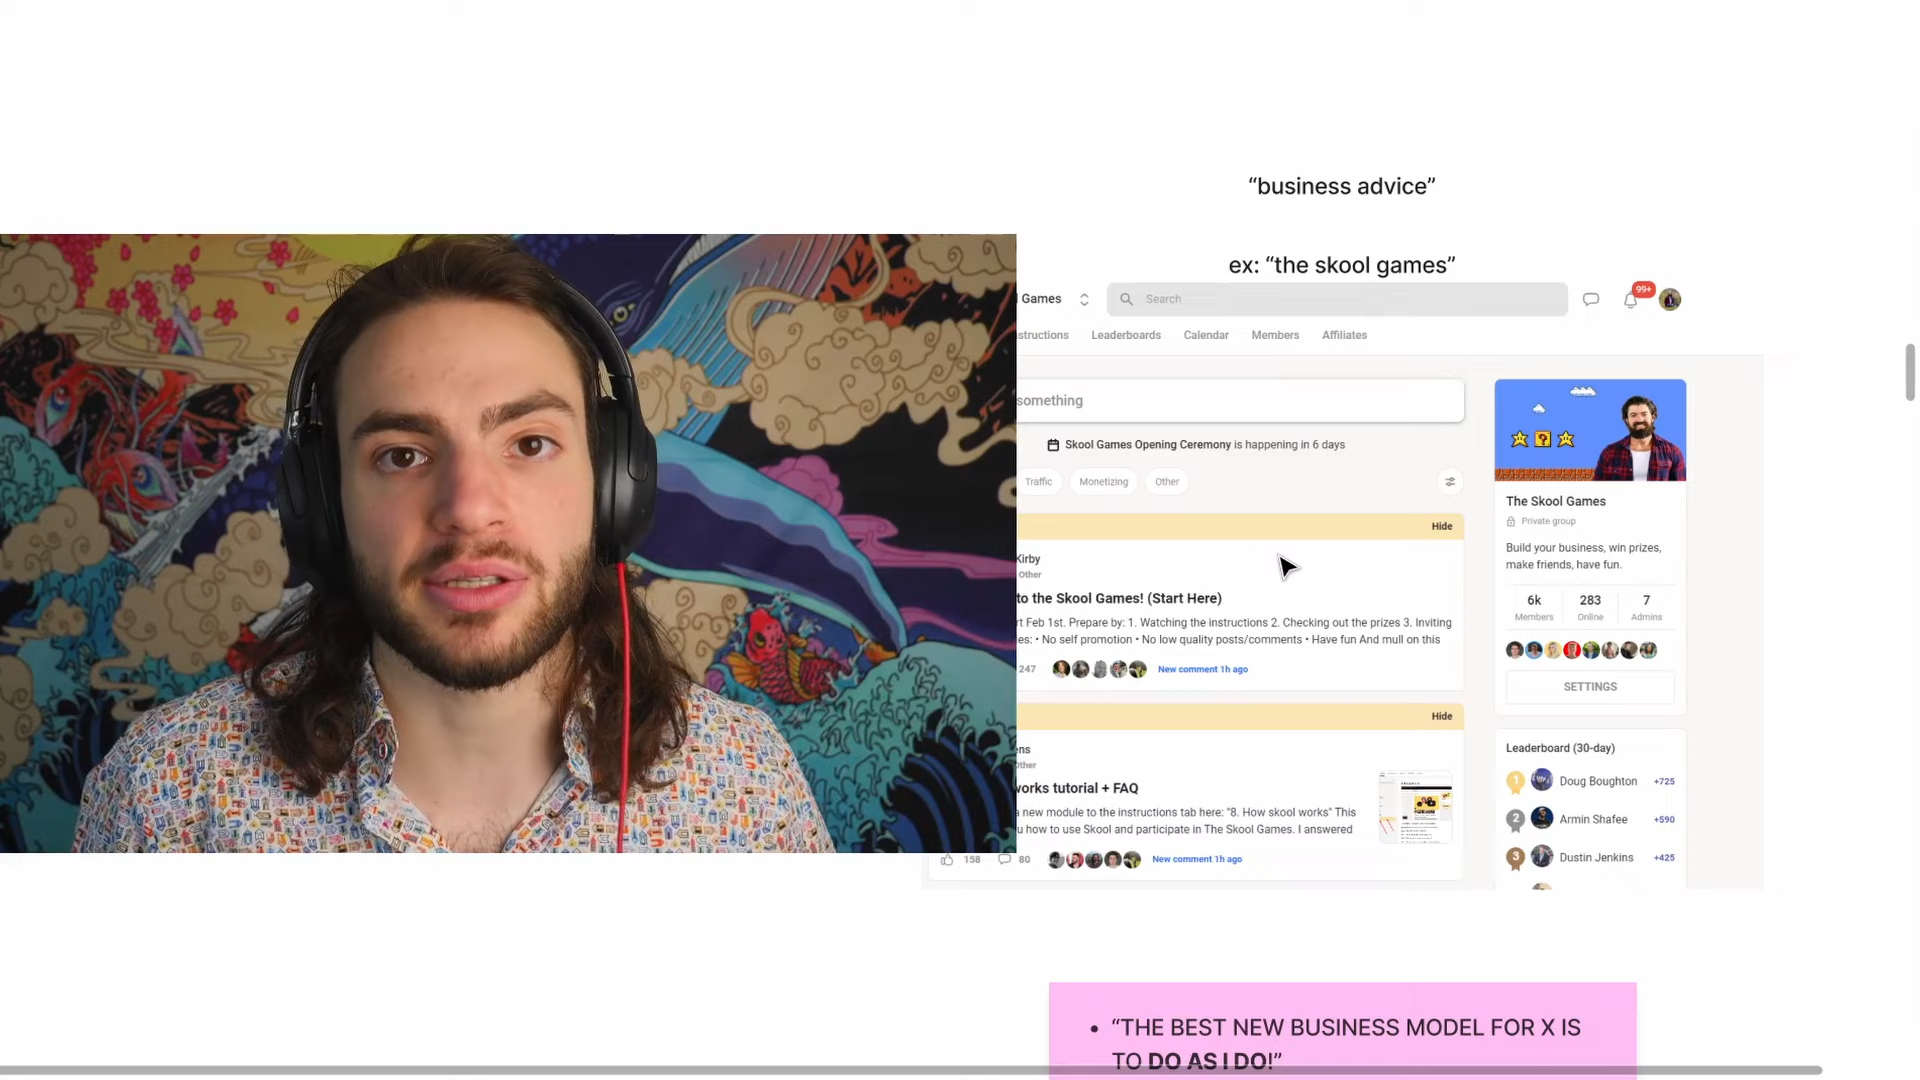 “business advice”
ex: “the skool games”
l Games
Search
99+
structions
Leaderboards
Calendar
Members
Affiliates
something
Skool Games Opening Ceremony is happening in 6 days
Traffic
Monetizing
Other
Hide
Kirby
Other
to the Skool Games! (Start Here)
rt Feb 1st. Prepare by: 1. Watching the instructions 2. Checking out the prizes 3. Inviting
es: • No self promotion • No low quality posts/comments • Have fun And mull on this
247
New comment 1h ago
Hide
ens
Other
works tutorial + FAQ
a new module to the instructions tab here: "8. How skool works" This
u how to use Skool and participate in The Skool Games. I answered
158
80
New comment 1h ago
The Skool Games
Private group
Build your business, win prizes,
make friends, have fun.
6k
283
7
Members
Online
Admins
SETTINGS
Leaderboard (30-day)
1
Doug Boughton
+725
2
Armin Shafee
+590
3
Dustin Jenkins
+425
• “THE BEST NEW BUSINESS MODEL FOR X IS
TO DO AS I DO!”